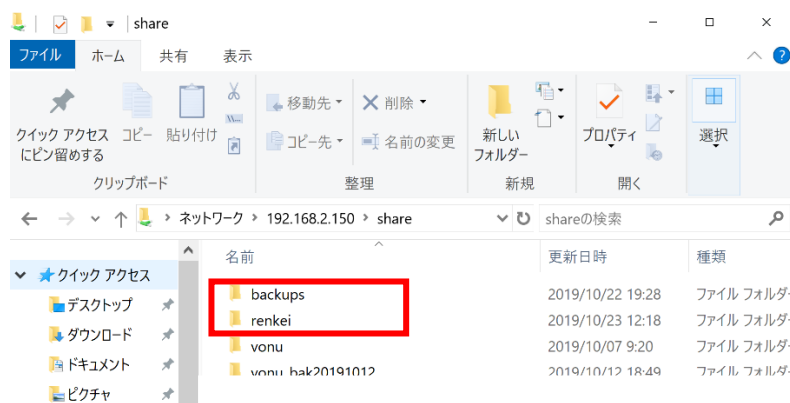 share
ファイル ホーム 共有 表示
クイック アクセス
にピン留めする
コピー 貼り付け
移動先 削除
コピー先 名前の変更
新しい
フォルダー
プロパティ
選択
クリップボード 整理 新規 開く
ネットワーク > 192.168.2.150 > share shareの検索
名前 更新日時 種類
クイック アクセス
デスクトップ
ダウンロード
ドキュメント
ピクチャ
backups 2019/10/22 19:28 ファイル フォルダ
renkei 2019/10/23 12:18 ファイル フォルダ
vonu 2019/10/07 9:20 ファイル フォルダ
vonu_bak20191012 2019/10/12 18:49 ファイル フォルダ